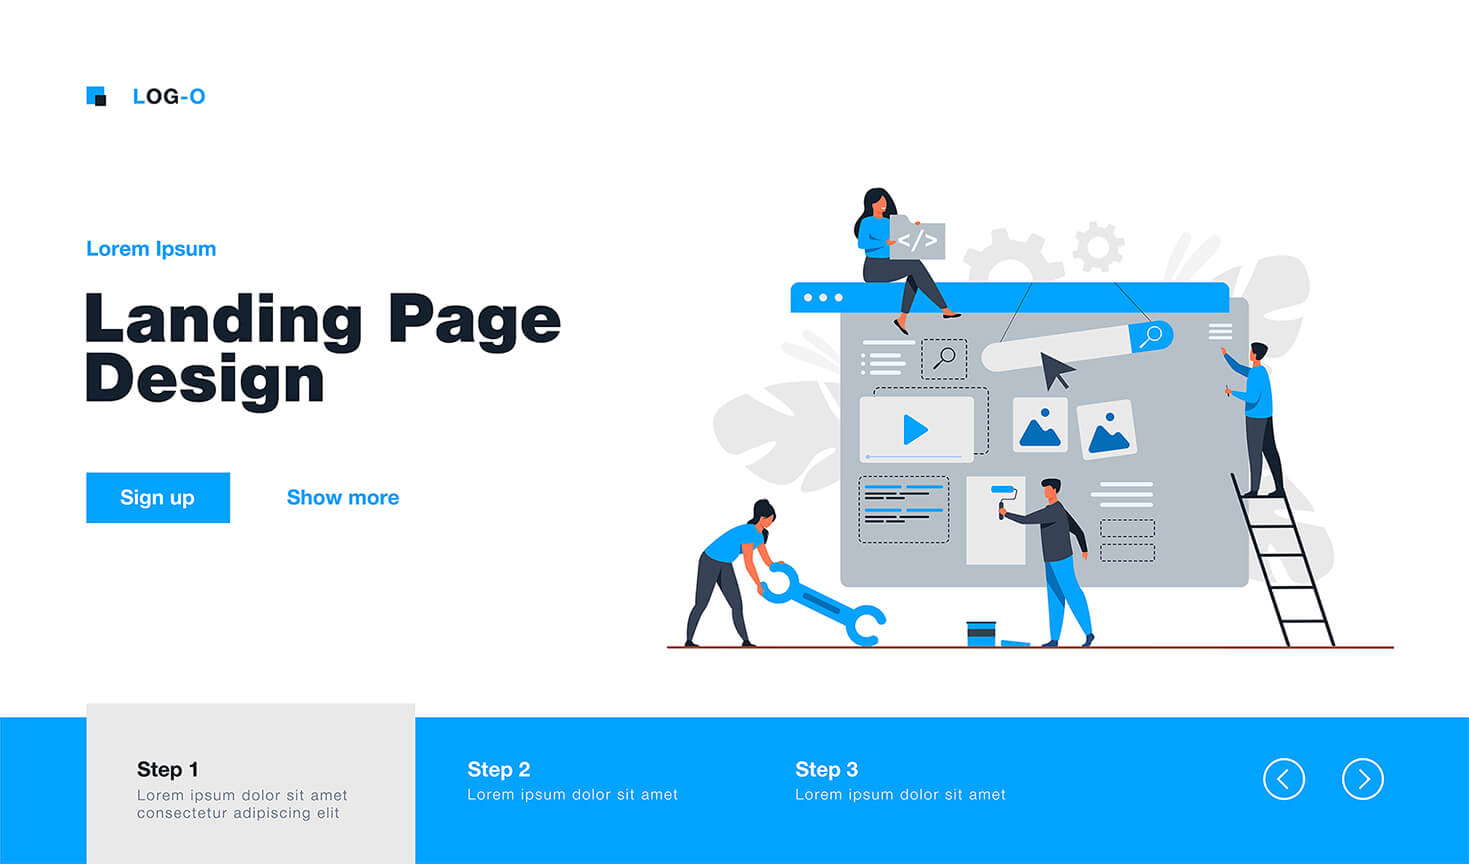 LOG-O
Lorem Ipsum
Landing Page
Design
Sign up
Show more
</>
Step 1
Lorem ipsum dolor sit amet
consectetur adipiscing elit
Step 2
Lorem ipsum dolor sit amet
Step 3
Lorem ipsum dolor sit amet